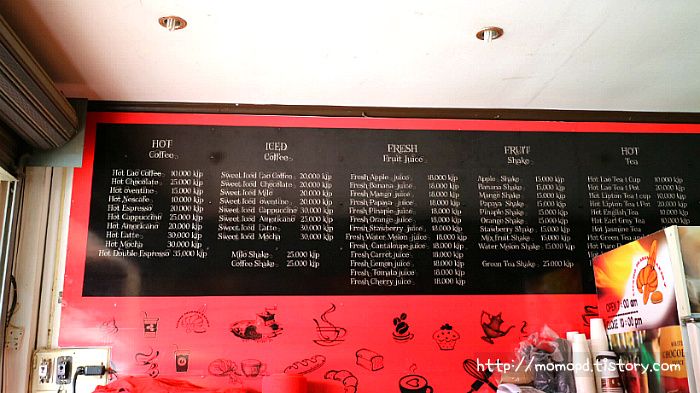 HOT
Coffee
Hot Lao Coffee 10.000 kip
Hot Chocolate 25.000 kip
Hot oventine 15.000 kip
Hot Nescafe 10.000 kip
Hot Espresso 20.000 kip
Hot Cappuccini 25.000 kip
Hot Americano 20.000 kip
Hot Latte 30.000 kip
Hot Mocha 30.000 kip
Hot Double Espresso 35,000 kip
ICED
Coffee
Sweet Iced Lao Coffee 20.000 kip
Sweet Iced Chocolate 20.000 kip
Sweet Iced Milo 20.000 kip
Sweet Iced oventine 20.000 kip
Sweet Iced Cappuccino 30.000 kip
Sweet Iced Americano 25.000 kip
Sweet Iced Latte 30.000 kip
Sweet Iced Mocha 30.000 kip
Milo Shake 25.000 kip
Coffee Shake 25.000 kip
FRESH
Fruit Juice
Fresh Apple juice 18.000 kip
Fresh Banana juice 18.000 kip
Fresh Mango juice 18.000 kip
Fresh Papaya juice 18.000 kip
Fresh Pinaple juice 18.000 kip
Fresh Orange juice 18.000 kip
Fresh Stawberry juice 18.000 kip
Fresh Cantaloupe juice 18.000 kip
Fresh Carret juice 18.000 kip
Fresh Lemon juice 18.000 kip
Fresh Tomato juice 18.000 kip
Fresh Cherry juice 18.000 kip
FRUIT
Shake
Apple Shake 15.000 kip
Banana Shake 15.000 kip
Mango Shake 15.000 kip
Papaya Shake 15.000 kip
Pinaple Shake 15.000 kip
Orange Shake 15.000 kip
Stawberry Shake 15.000 kip
Mix fruit Shake 15.000 kip
Water Melon Shake 15.000 kip
Green Tea Shake 25.000 kip
HOT
Tea
Hot Lao Tea 1 Cup 10.000 kip
Hot Lao Tea 1 Pot 20.000 kip
Hot Lipton Tea 1 cup 10.000 kip
Hot Lipton Tea 1 Pot 20.000 kip
Hot English Tea 10.000 kip
Hot Earl Grey Tea 10.000 kip
Hot Jasmine Tea
Hot Green Tea
OPEN
CLOSE
http://momopd.tistory.com